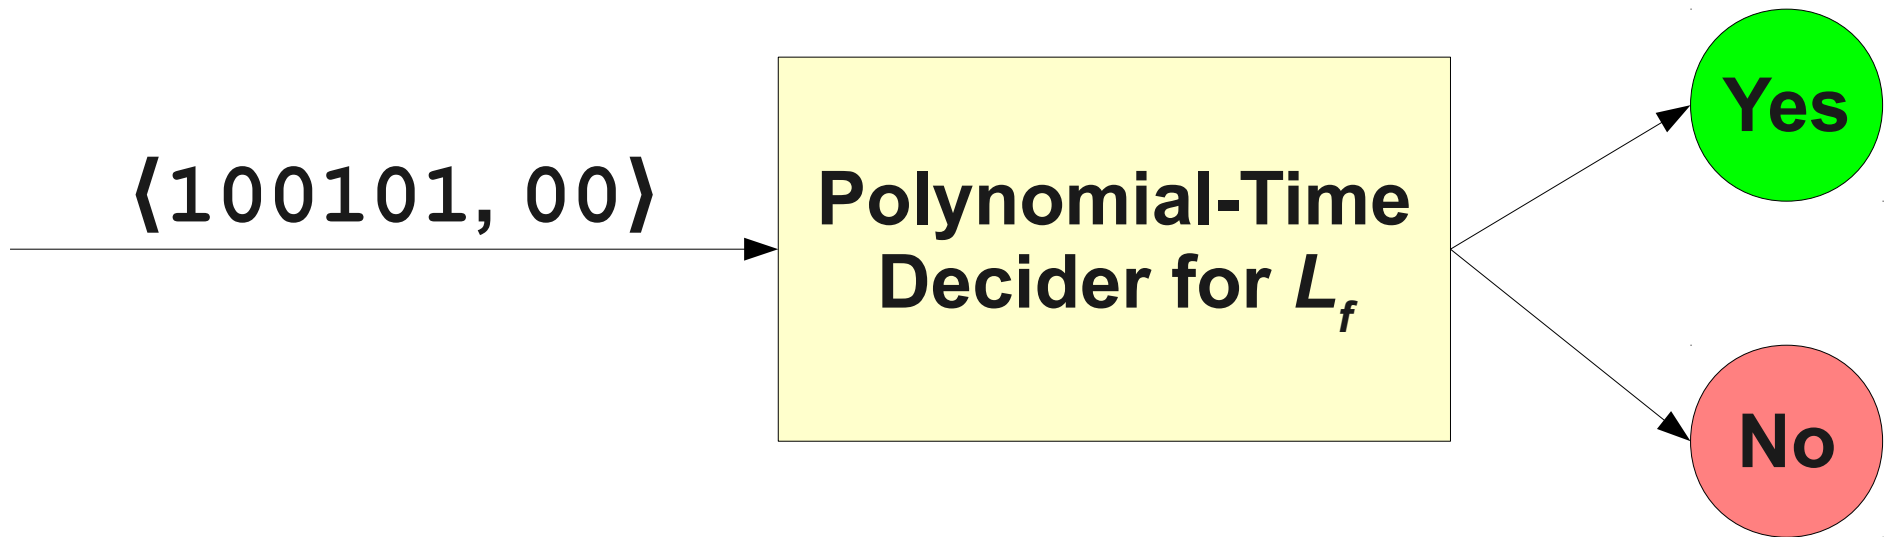 ⟨100101, 00⟩
Polynomial-Time
Decider for L_f
Yes
No